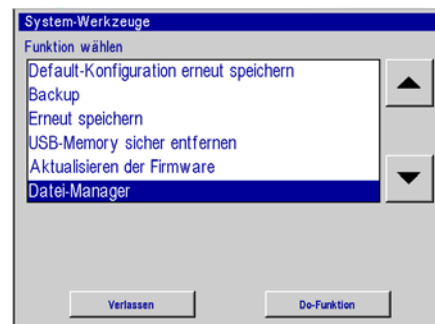 System-Werkzeuge
Funktion wählen
Default-Konfiguration erneut speichern
Backup
Erneut speichern
USB-Memory sicher entfernen
Aktualisieren der Firmware
Datei-Manager
Verlassen
Do-Funktion